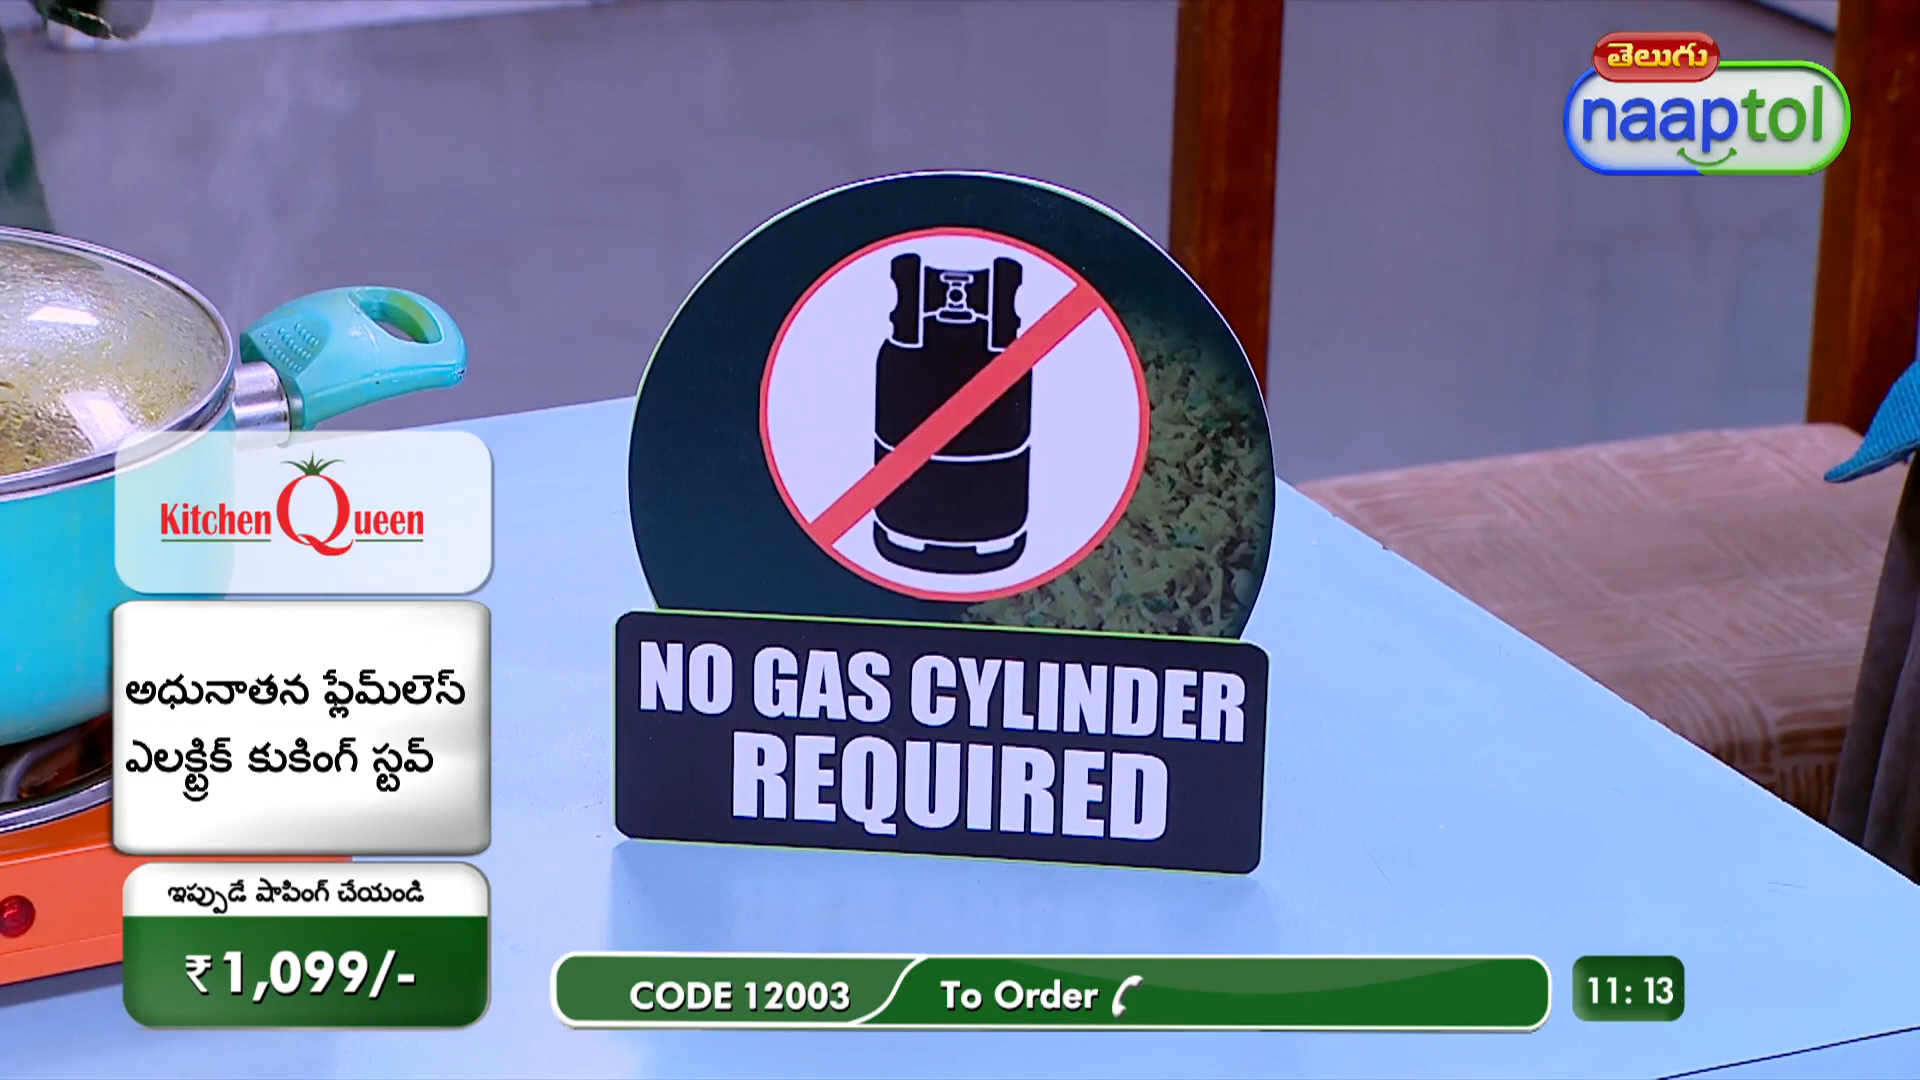 తెలుగు
naaptol
Kitchen Queen
అధునాతన ఫ్లేమ్‌లెస్
ఎలక్ట్రిక్ కుకింగ్ స్టవ్
ఇప్పుడే షాపింగ్ చేయండి
₹1,099/-
NO GAS CYLINDER
REQUIRED
CODE 12003 To Order
11:13